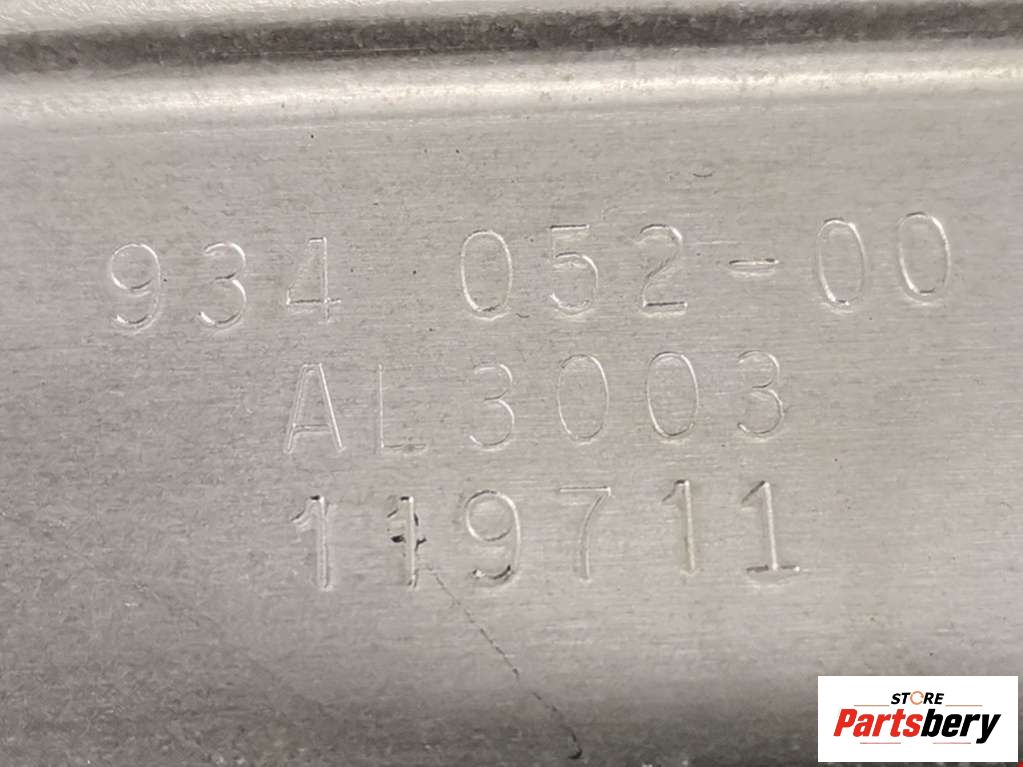 934 052-00
AL3003
119711
STORE
Partsbery